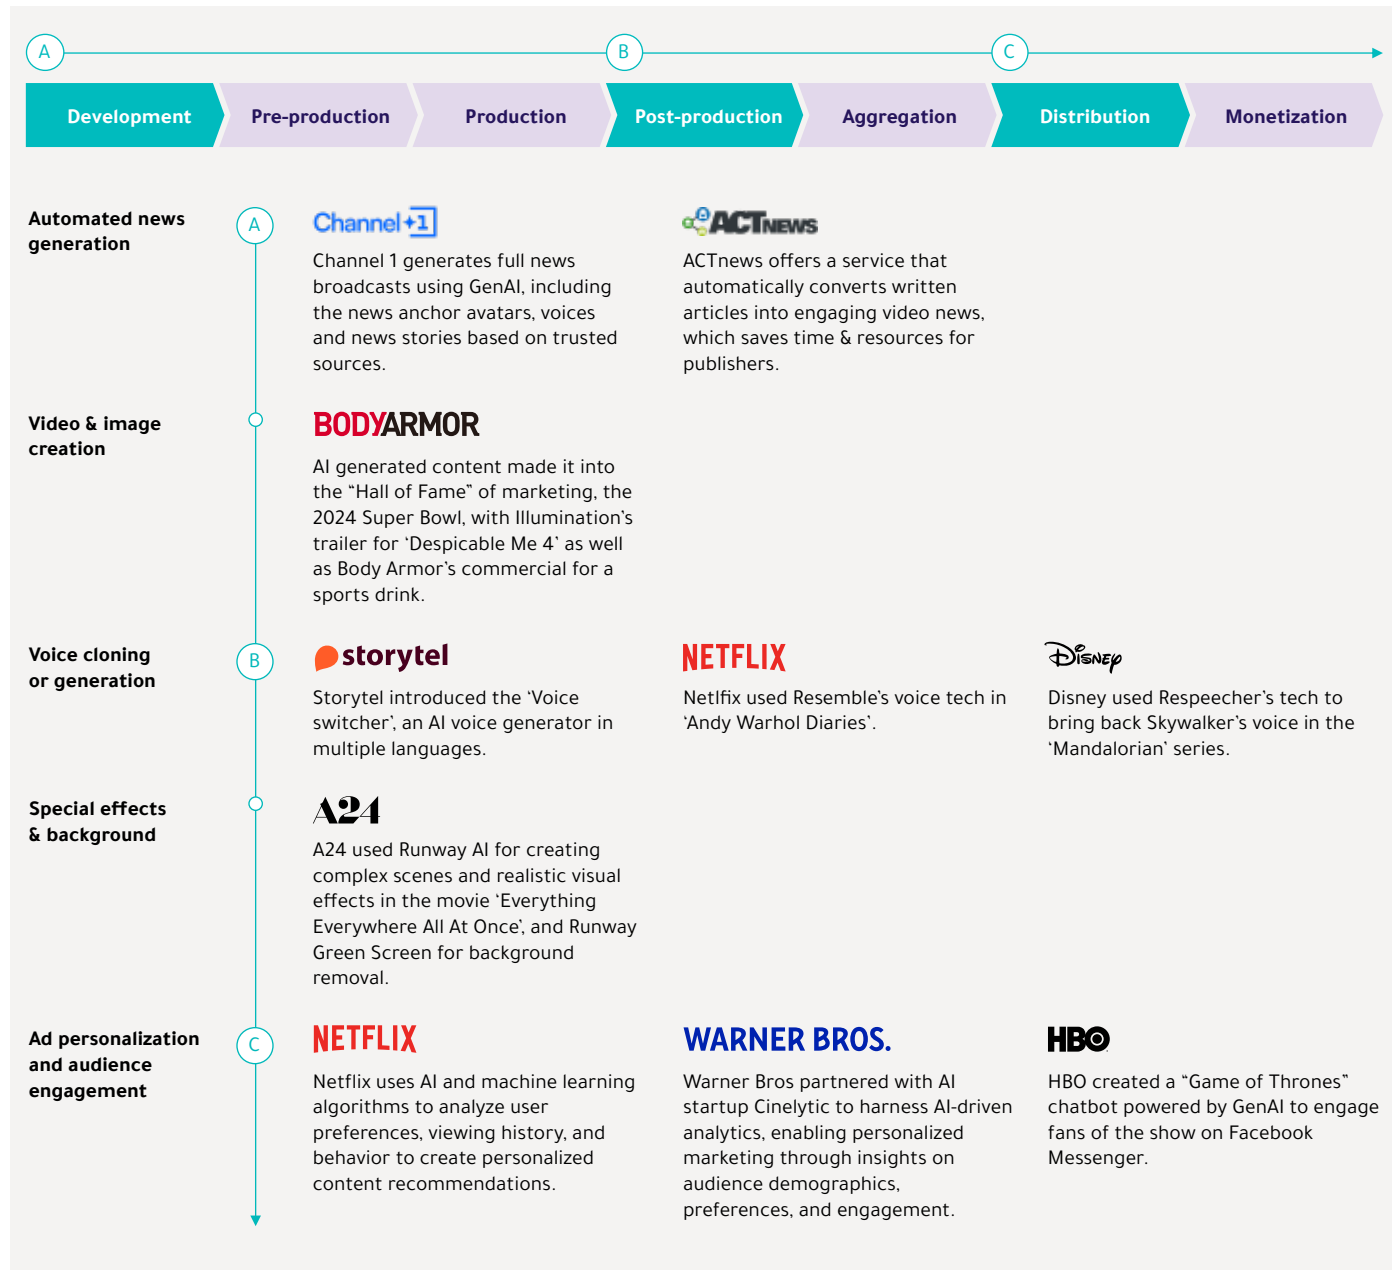 A
B
C
Development
Pre-production
Production
Post-production
Aggregation
Distribution
Monetization
Automated news
generation
A
Channel 1
Channel 1 generates full news
broadcasts using GenAI, including
the news anchor avatars, voices
and news stories based on trusted
sources.
ACTNEWS
ACTnews offers a service that
automatically converts written
articles into engaging video news,
which saves time & resources for
publishers.
Video & image
creation
BODYARMOR
AI generated content made it into
the “Hall of Fame” of marketing, the
2024 Super Bowl, with Illumination’s
trailer for ‘Despicable Me 4’ as well
as Body Armor’s commercial for a
sports drink.
Voice cloning
or generation
B
storytel
Storytel introduced the ‘Voice
switcher’, an AI voice generator in
multiple languages.
NETFLIX
Netlfix used Resemble’s voice tech in
‘Andy Warhol Diaries’.
Disney
Disney used Respeecher’s tech to
bring back Skywalker’s voice in the
‘Mandalorian’ series.
Special effects
& background
A24
A24 used Runway AI for creating
complex scenes and realistic visual
effects in the movie ‘Everything
Everywhere All At Once’, and Runway
Green Screen for background
removal.
Ad personalization
and audience
engagement
C
NETFLIX
Netflix uses AI and machine learning
algorithms to analyze user
preferences, viewing history, and
behavior to create personalized
content recommendations.
WARNER BROS.
Warner Bros partnered with AI
startup Cinelytic to harness AI-driven
analytics, enabling personalized
marketing through insights on
audience demographics,
preferences, and engagement.
HBO
HBO created a “Game of Thrones”
chatbot powered by GenAI to engage
fans of the show on Facebook
Messenger.